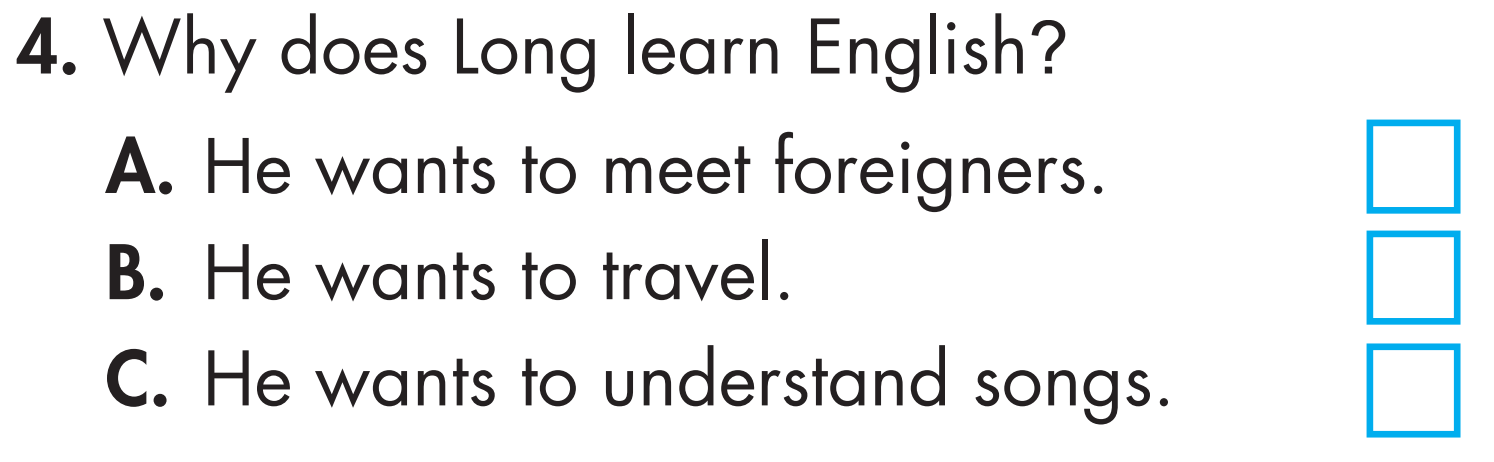 4. Why does Long learn English?
A. He wants to meet foreigners.
B. He wants to travel.
C. He wants to understand songs.